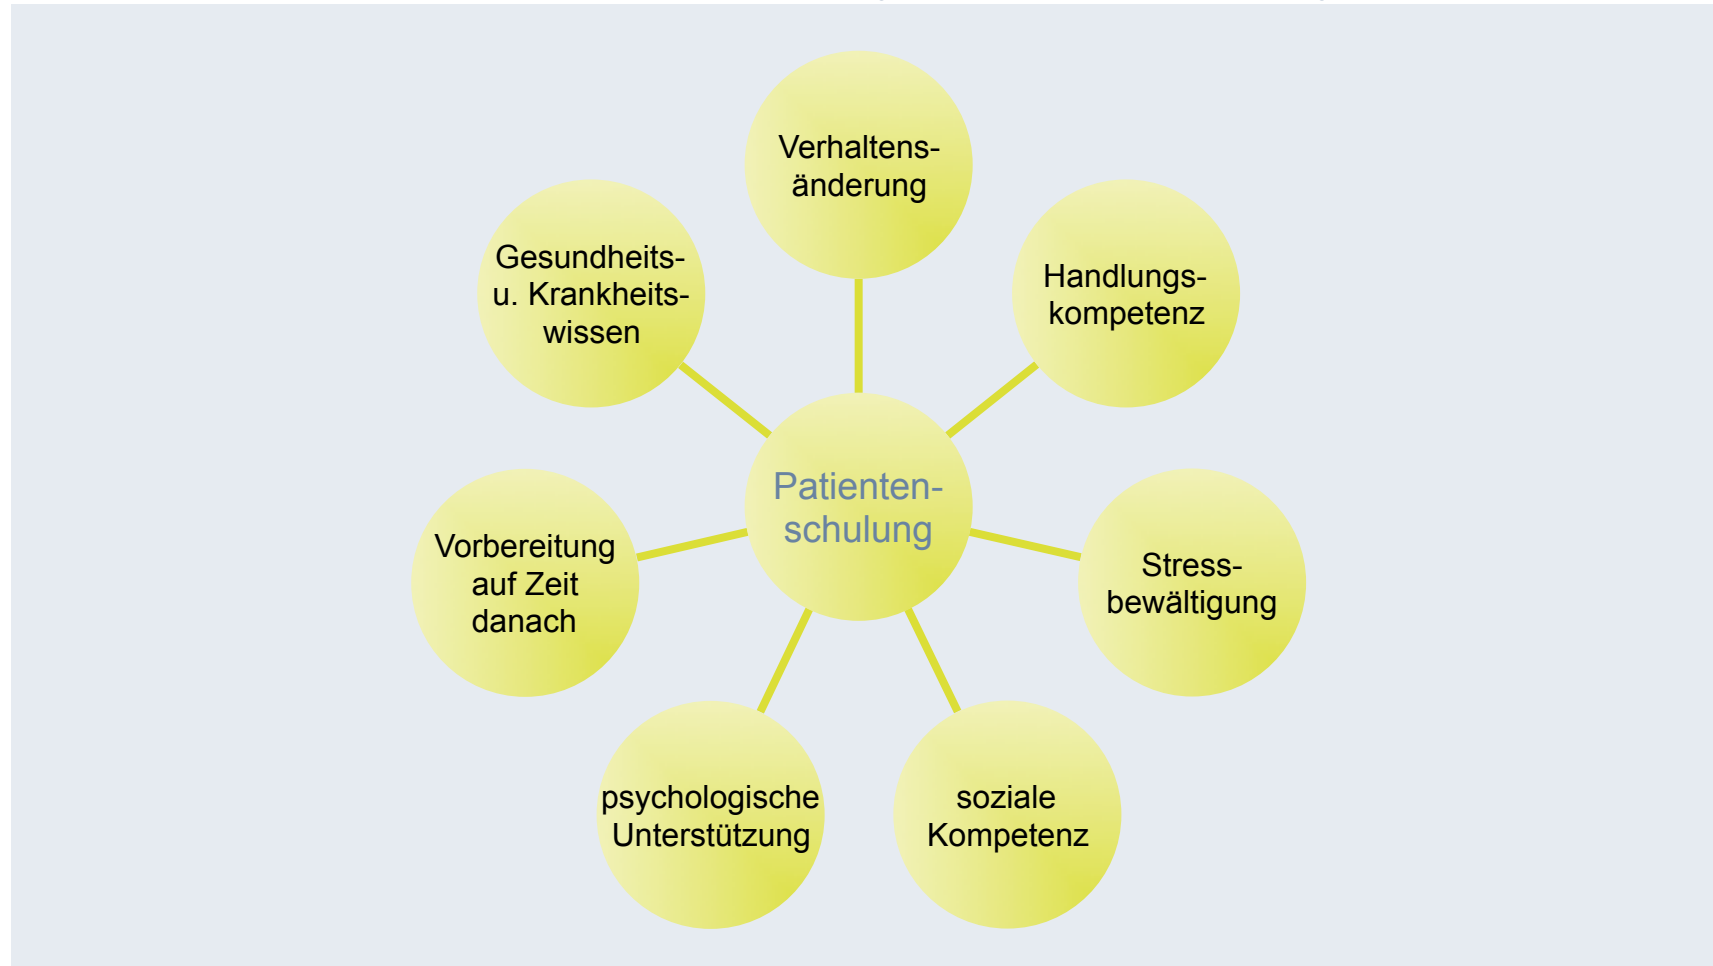 Verhaltens-
änderung
Handlungs-
kompetenz
Stress-
bewältigung
soziale
Kompetenz
psychologische
Unterstützung
Vorbereitung
auf Zeit
danach
Gesundheits-
u. Krankheits-
wissen
Patienten-
schulung